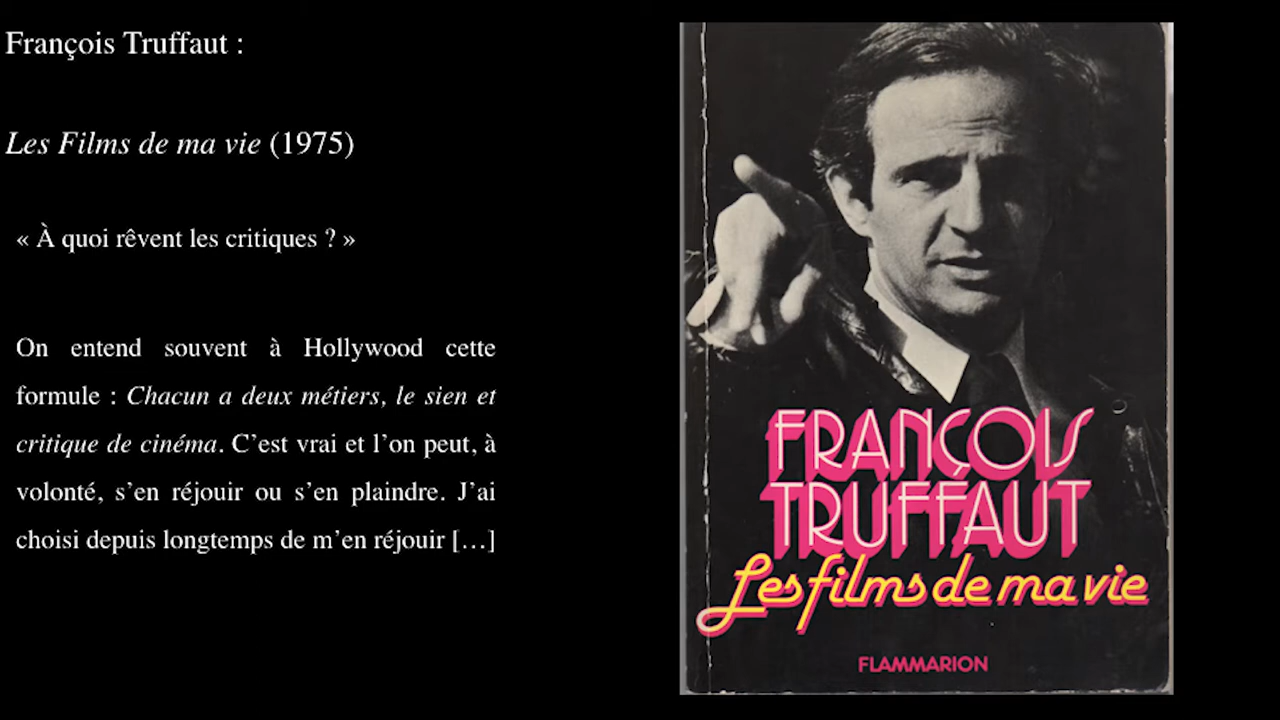 François Truffaut :
Les Films de ma vie (1975)
« À quoi rêvent les critiques ? »
On entend souvent à Hollywood cette
formule : Chacun a deux métiers, le sien et
critique de cinéma. C’est vrai et l’on peut, à
volonté, s’en réjouir ou s’en plaindre. J’ai
choisi depuis longtemps de m’en réjouir […]
FRANÇOIS
TRUFFAUT
Les films de ma vie
FLAMMARION